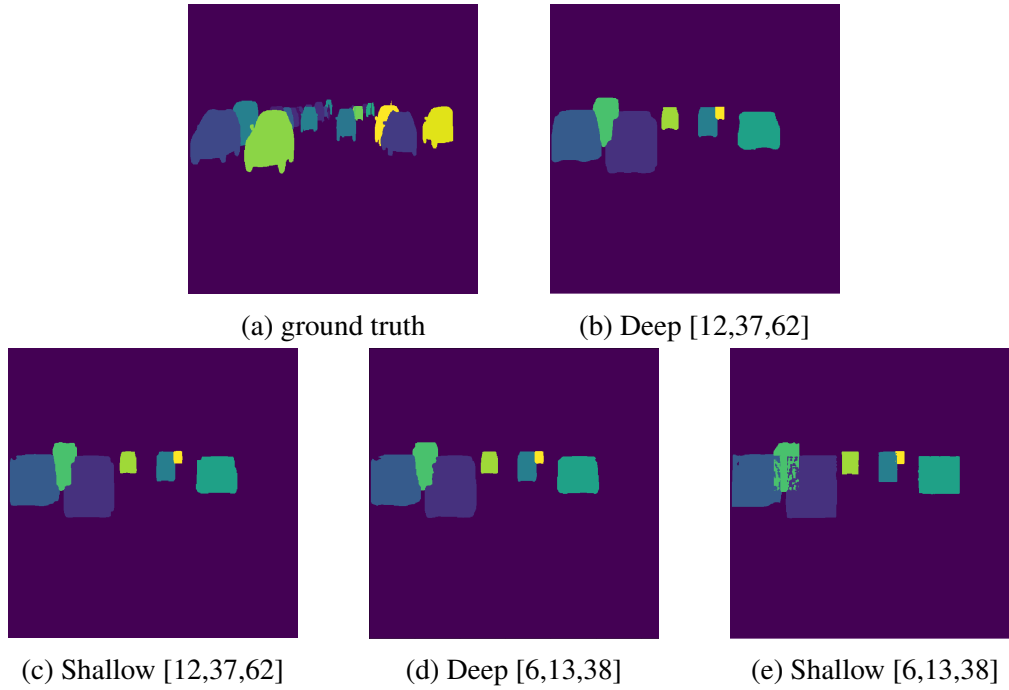 (a) ground truth
(b) Deep [12,37,62]
(c) Shallow [12,37,62]
(d) Deep [6,13,38]
(e) Shallow [6,13,38]